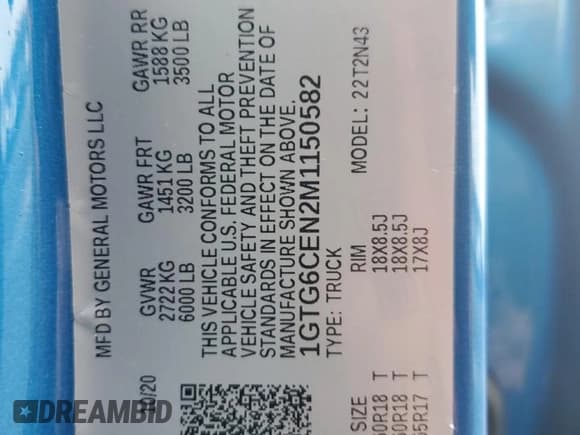 MFD BY GENERAL MOTORS LLC
GVWR GAWR FRT GAWR RR
2722 KG 1451 KG 1588 KG
6000 LB 3200 LB 3500 LB
THIS VEHICLE CONFORMS TO ALL
APPLICABLE U.S. FEDERAL MOTOR
VEHICLE SAFETY AND THEFT PREVENTION
STANDARDS IN EFFECT ON THE DATE OF
MANUFACTURE SHOWN ABOVE.
1GTG6CEN2M1150582
TYPE: TRUCK MODEL: 22T2N43
SIZE RIM
0R18 T 18X8.5J
0R18 T 18X8.5J
5R17 T 17X8J
DREAMBID